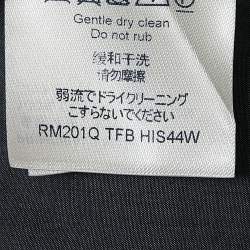 Gentle dry clean
Do not rub
缓和干洗
请勿摩擦
弱流でドライクリーニング
こすらないでください
RM201Q TFB HIS44W